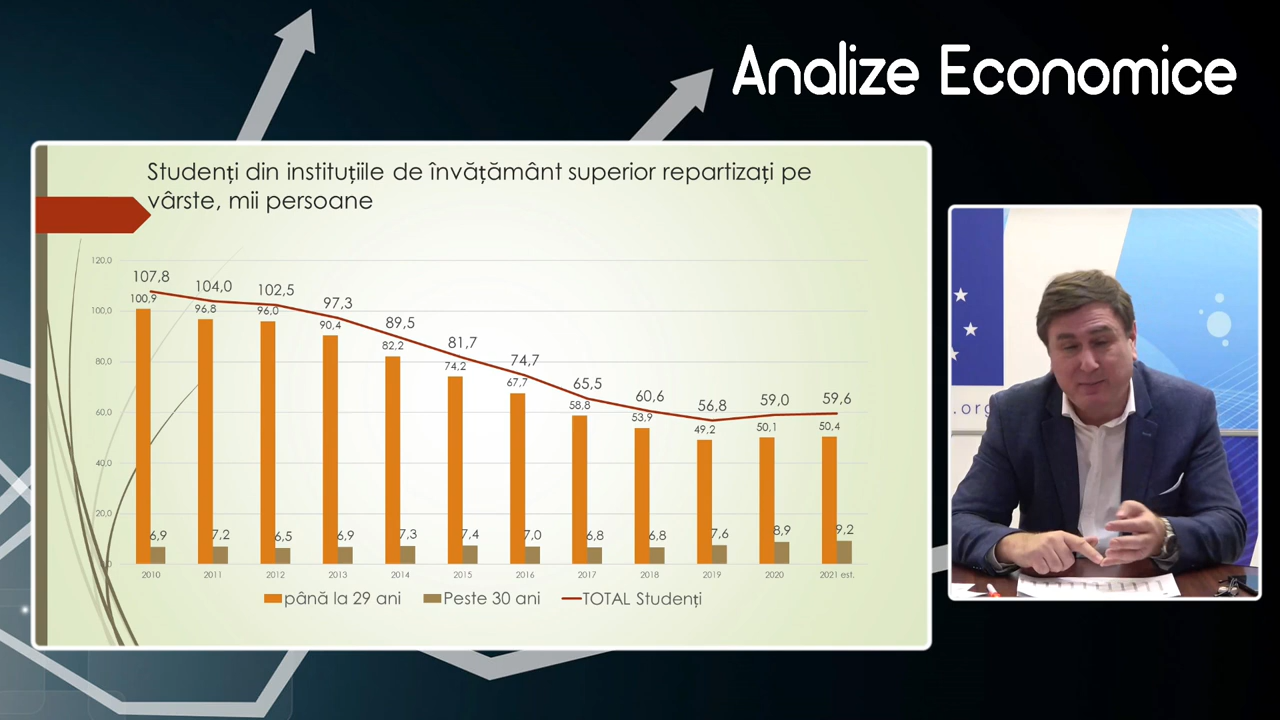 Analize Economice
Studenți din instituțiile de învățământ superior repartizați pe
vârste, mii persoane
120,0
100,0
80,0
60,0
40,0
20,0
107,8 104,0 102,5 97,3 89,5 81,7 74,7 65,5 60,6 56,8 59,0 59,6
100,9 96,8 96,0 90,4 82,2 74,2 67,7 58,8 53,9 49,2 50,1 50,4
6,9 7,2 6,5 6,9 7,3 7,4 7,0 6,8 6,8 7,6 8,9 9,2
2010 2011 2012 2013 2014 2015 2016 2017 2018 2019 2020 2021 est.
până la 29 ani Peste 30 ani TOTAL Studenți
.org